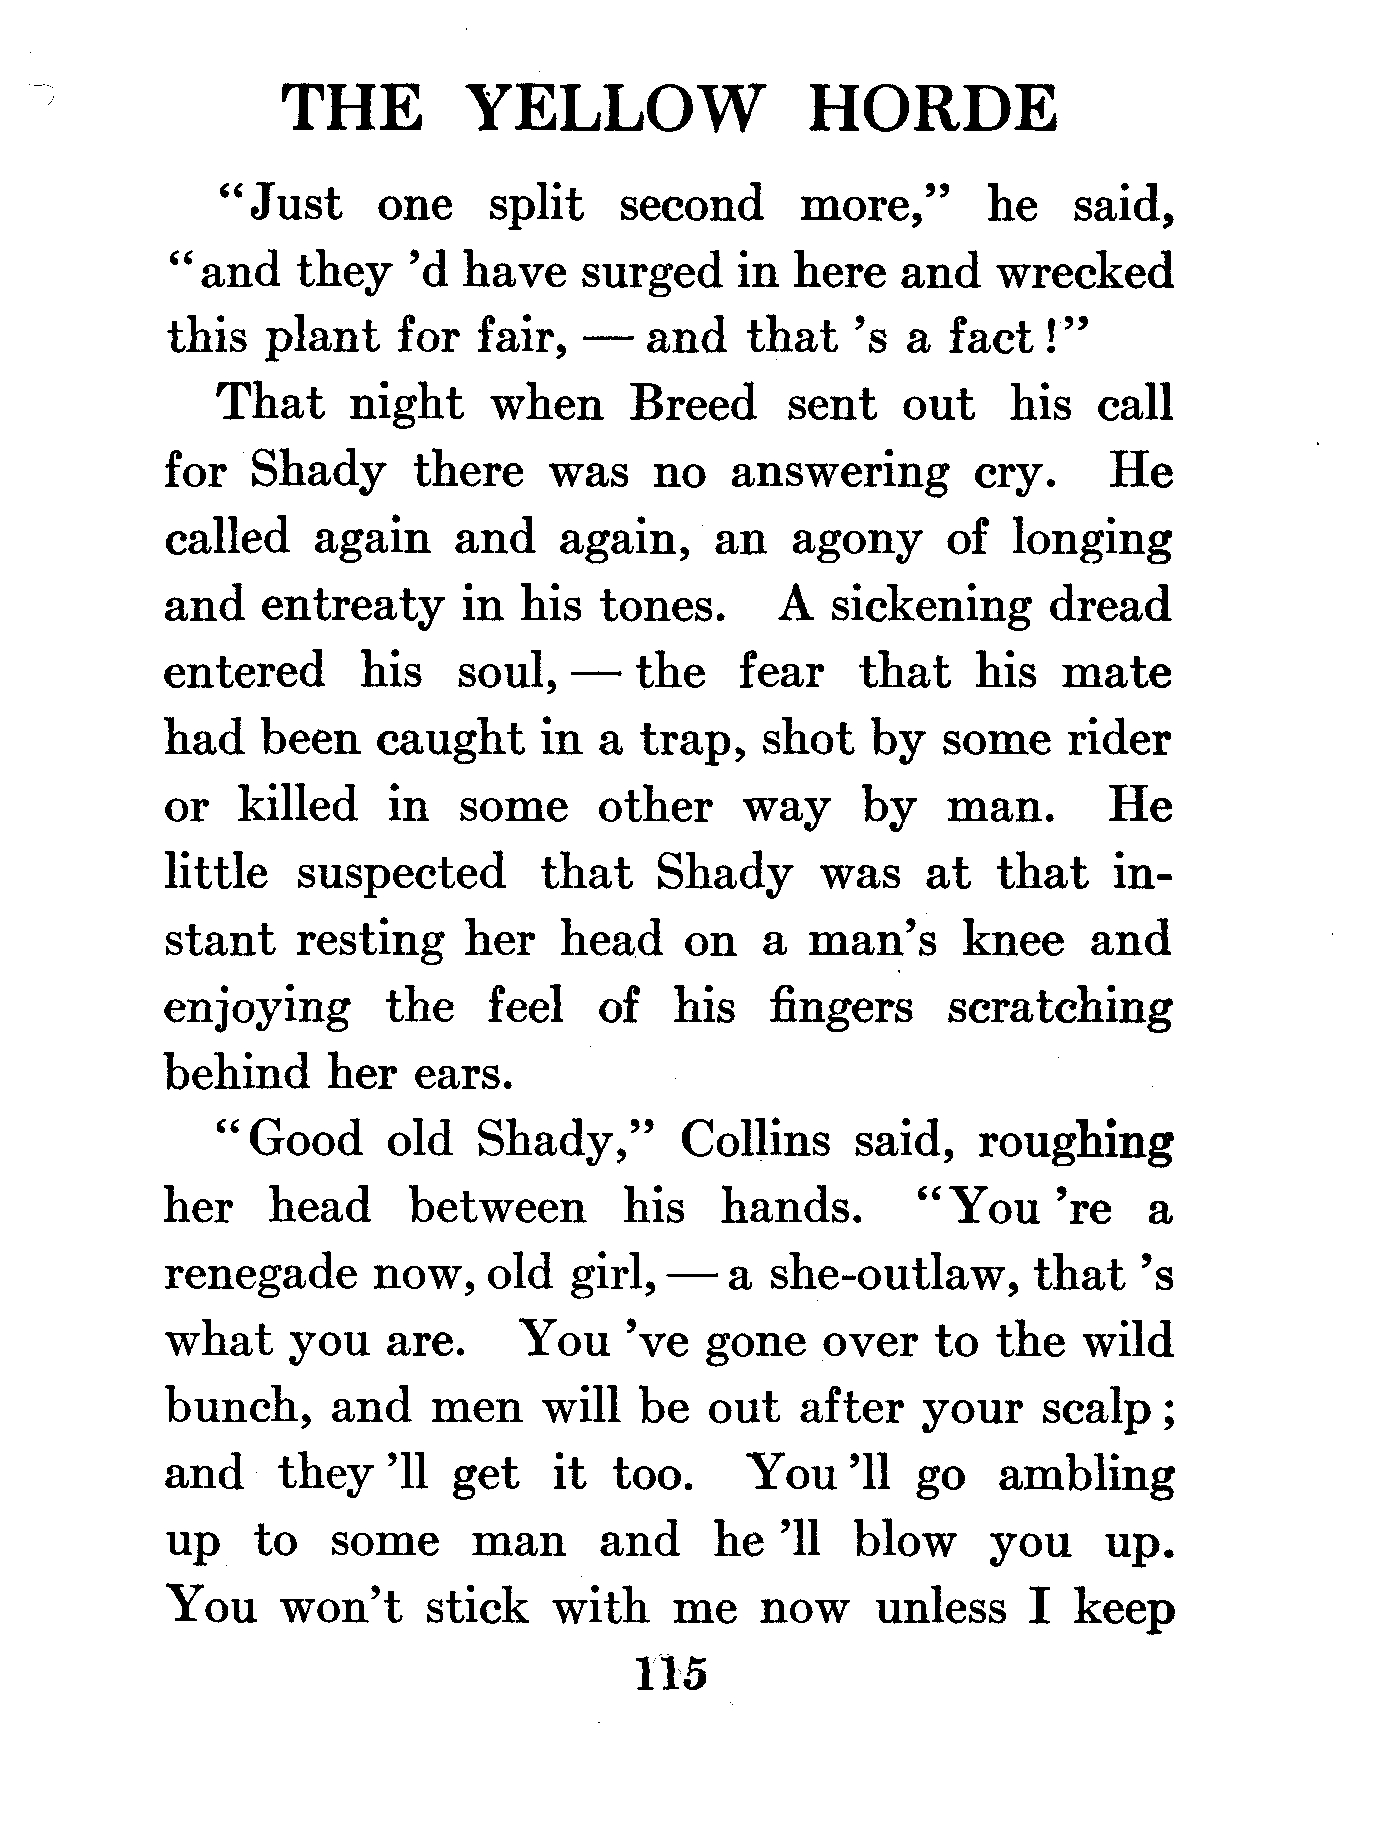 THE YELLOW HORDE
"Just one split second more," he said,
"and they 'd have surged in here and wrecked
this plant for fair, — and that 's a fact!"
That night when Breed sent out his call
for Shady there was no answering cry. He
called again and again, an agony of longing
and entreaty in his tones. A sickening dread
entered his soul, — the fear that his mate
had been caught in a trap, shot by some rider
or killed in some other way by man. He
little suspected that Shady was at that in-
stant resting her head on a man's knee and
enjoying the feel of his fingers scratching
behind her ears.
"Good old Shady," Collins said, roughing
her head between his hands. "You 're a
renegade now, old girl, — a she-outlaw, that 's
what you are. You 've gone over to the wild
bunch, and men will be out after your scalp;
and they 'll get it too. You 'll go ambling
up to some man and he 'll blow you up.
You won't stick with me now unless I keep
115